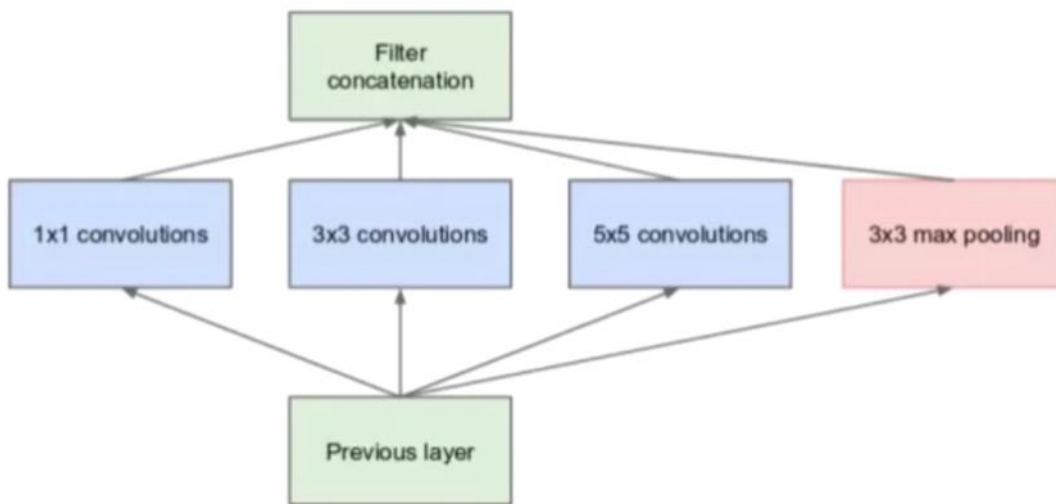 Filter
concatenation
1x1 convolutions
3x3 convolutions
5x5 convolutions
3x3 max pooling
Previous layer